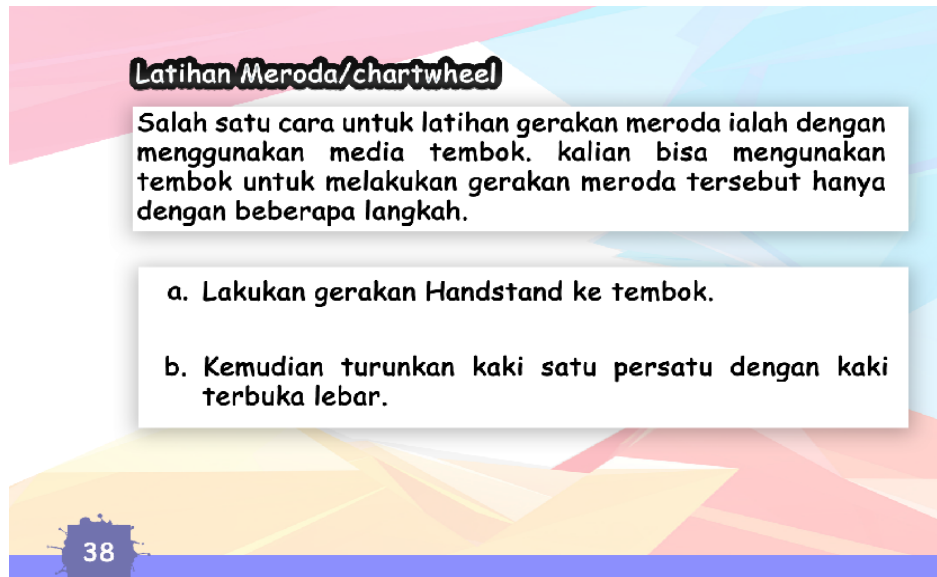 Latihan Meroda/chartwheel
Salah satu cara untuk latihan gerakan meroda ialah dengan
menggunakan media tembok. kalian bisa mengunakan
tembok untuk melakukan gerakan meroda tersebut hanya
dengan beberapa langkah.
a. Lakukan gerakan Handstand ke tembok.
b. Kemudian turunkan kaki satu persatu dengan kaki
terbuka lebar.
38